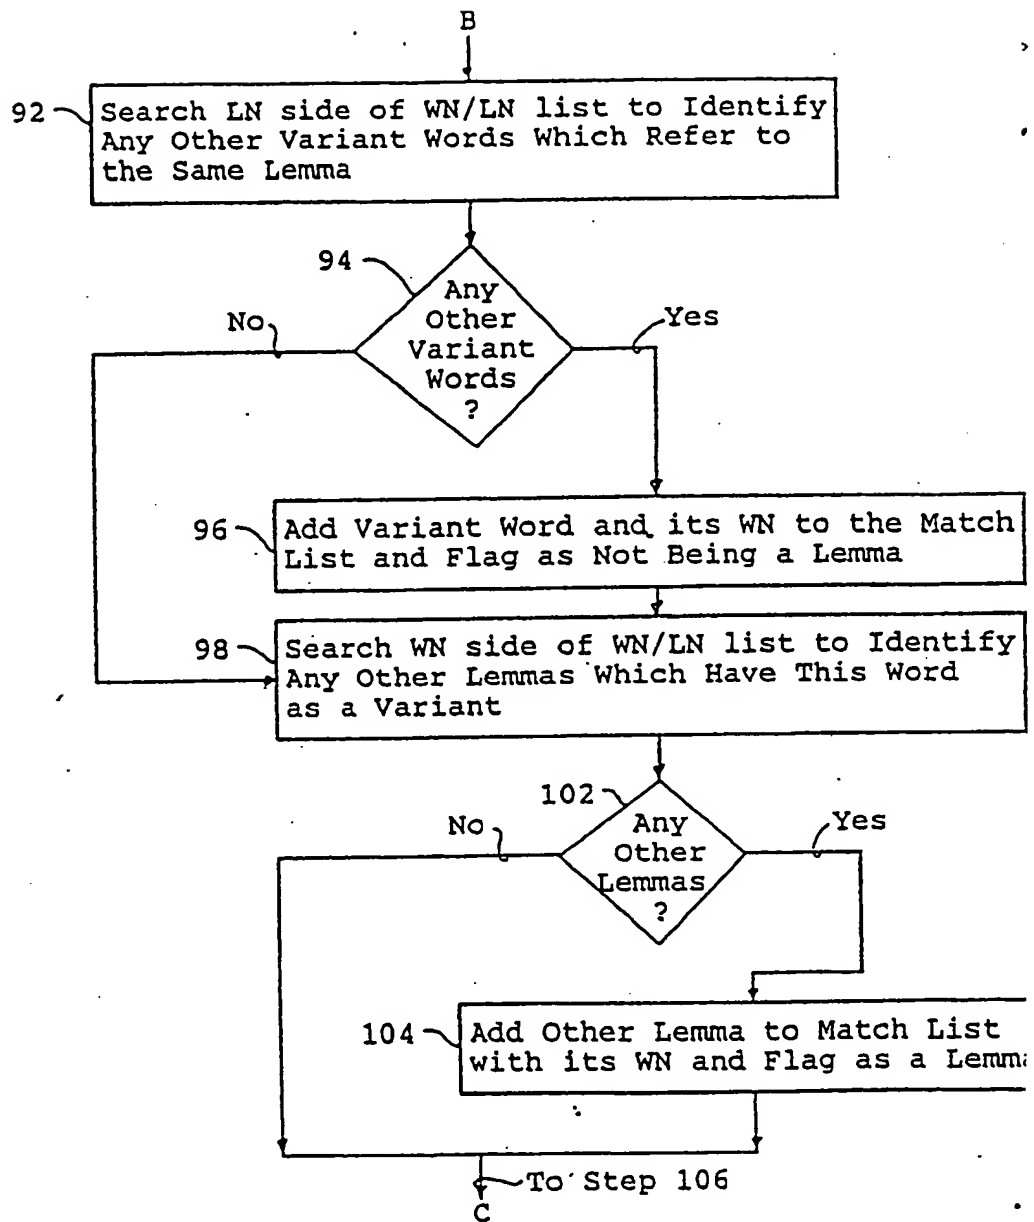 B
92
Search LN side of WN/LN list to Identify
Any Other Variant Words Which Refer to
the Same Lemma
94
Any
Other
Variant
Words
?
No
Yes
96
Add Variant Word and its WN to the Match
List and Flag as Not Being a Lemma
98
Search WN side of WN/LN list to Identify
Any Other Lemmas Which Have This Word
as a Variant
102
Any
Other
Lemmas
?
No
Yes
104
Add Other Lemma to Match List
with its WN and Flag as a Lemma
To Step 106
C